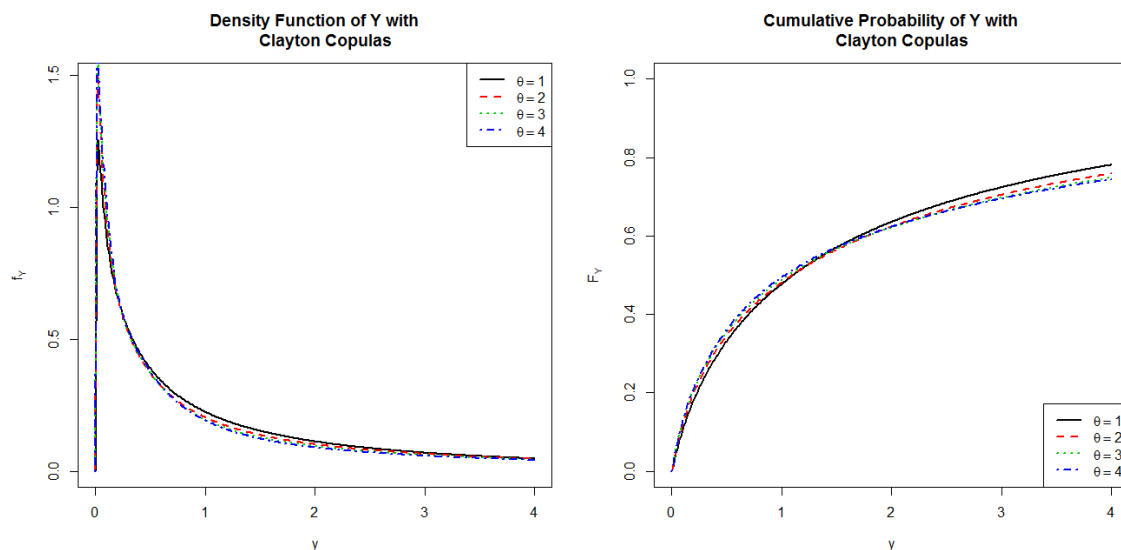 Density Function of Y with
Clayton Copulas
1.5
1.0
0.5
0.0
f_Y
0 1 2 3 4
y
θ = 1
θ = 2
θ = 3
θ = 4
Cumulative Probability of Y with
Clayton Copulas
1.0
0.8
0.6
0.4
0.2
0.0
F_Y
0 1 2 3 4
y
θ = 1
θ = 2
θ = 3
θ = 4